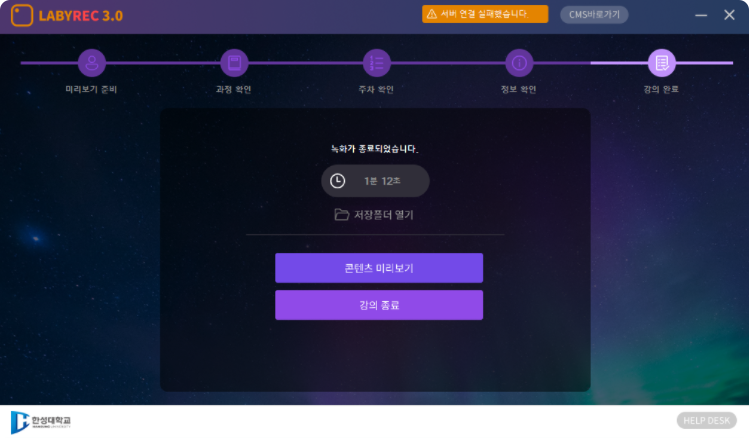 LABYREC 3.0
서버 연결 실패했습니다
CMS바로가기
미리보기 준비
과정 확인
주차 확인
정보 확인
강의 완료
녹화가 종료되었습니다.
1분 12초
저장폴더 열기
콘텐츠 미리보기
강의 종료
한성대학교
HANSUNG UNIVERSITY
HELP DESK